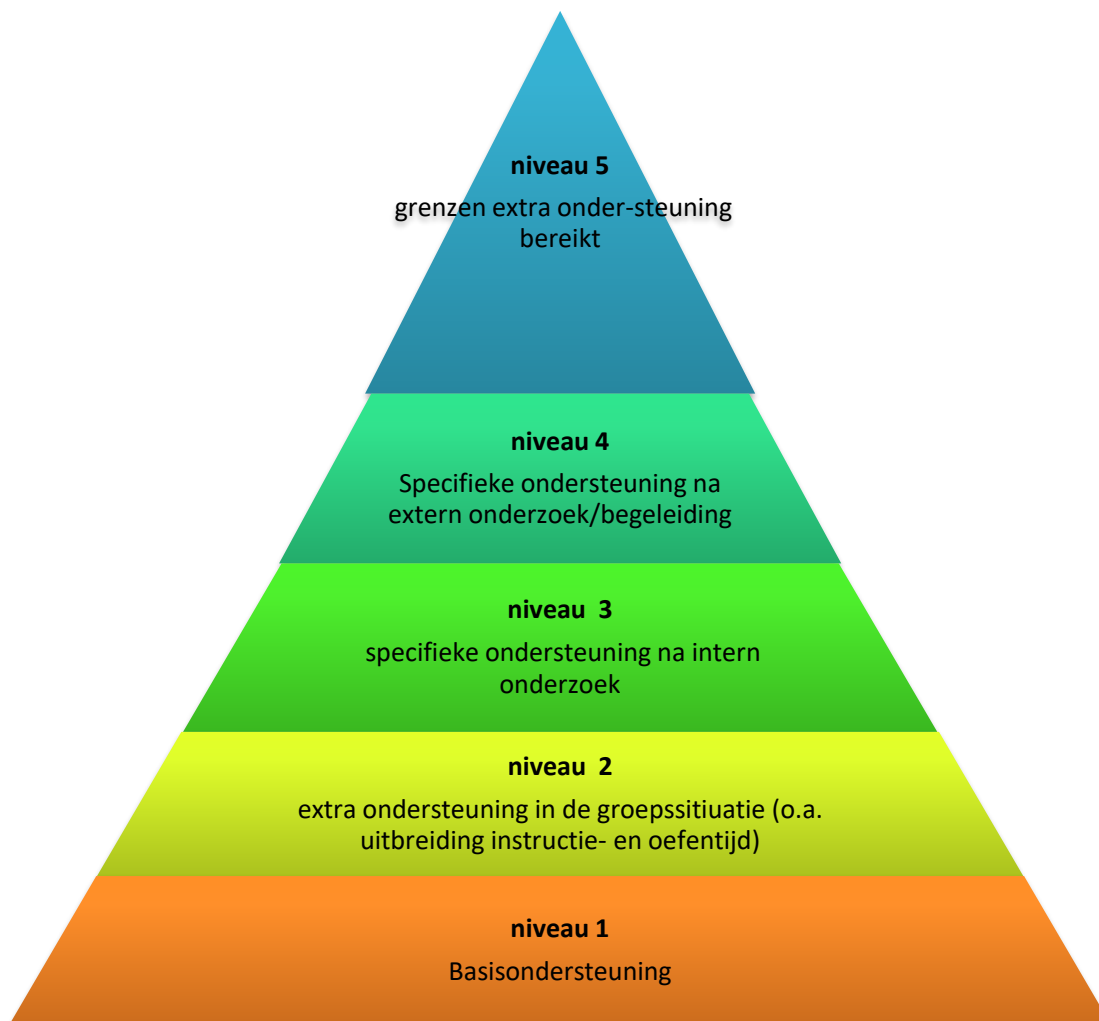 niveau 5
grenzen extra onder-steuning
bereikt
niveau 4
Specifieke ondersteuning na
extern onderzoek/begeleiding
niveau  3
specifieke ondersteuning na intern
onderzoek
niveau  2
extra ondersteuning in de groepssitiuatie (o.a.
uitbreiding instructie- en oefentijd)
niveau 1
Basisondersteuning